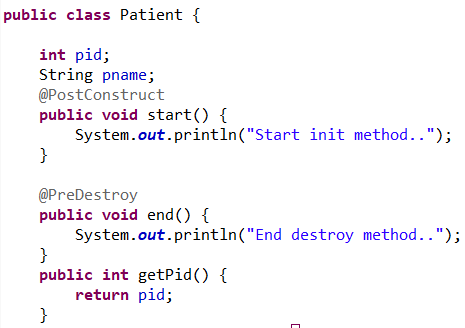 public class Patient {
int pid;
String pname;
@PostConstruct
public void start() {
System.out.println("Start init method..");
}
@PreDestroy
public void end() {
System.out.println("End destroy method..");
}
public int getPid() {
return pid;
}